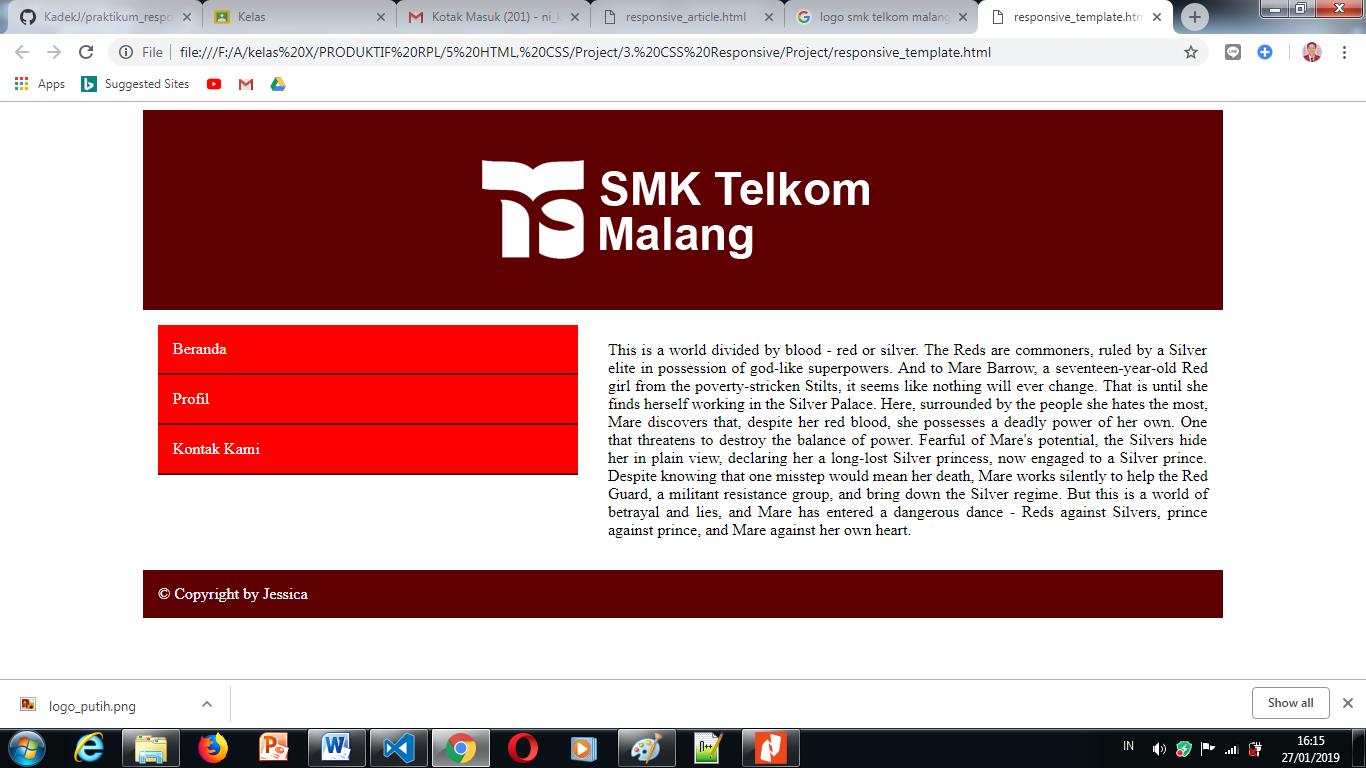 KadekJ/praktikum_respo
Kelas
Kotak Masuk (201) - ni_k
responsive_article.html
logo smk telkom malang
responsive_template.htm
File
file:///F:/A/kelas%20X/PRODUKTIF%20RPL/5%20HTML,%20CSS/Project/3.%20CSS%20Responsive/Project/responsive_template.html
Apps
Suggested Sites
SMK Telkom
Malang
Beranda
Profil
Kontak Kami
This is a world divided by blood - red or silver. The Reds are commoners, ruled by a Silver
elite in possession of god-like superpowers. And to Mare Barrow, a seventeen-year-old Red
girl from the poverty-stricken Stilts, it seems like nothing will ever change. That is until she
finds herself working in the Silver Palace. Here, surrounded by the people she hates the most,
Mare discovers that, despite her red blood, she possesses a deadly power of her own. One
that threatens to destroy the balance of power. Fearful of Mare's potential, the Silvers hide
her in plain view, declaring her a long-lost Silver princess, now engaged to a Silver prince.
Despite knowing that one misstep would mean her death, Mare works silently to help the Red
Guard, a militant resistance group, and bring down the Silver regime. But this is a world of
betrayal and lies, and Mare has entered a dangerous dance - Reds against Silvers, prince
against prince, and Mare against her own heart.
© Copyright by Jessica
logo_putih.png
Show all
IN
16:15
27/01/2019